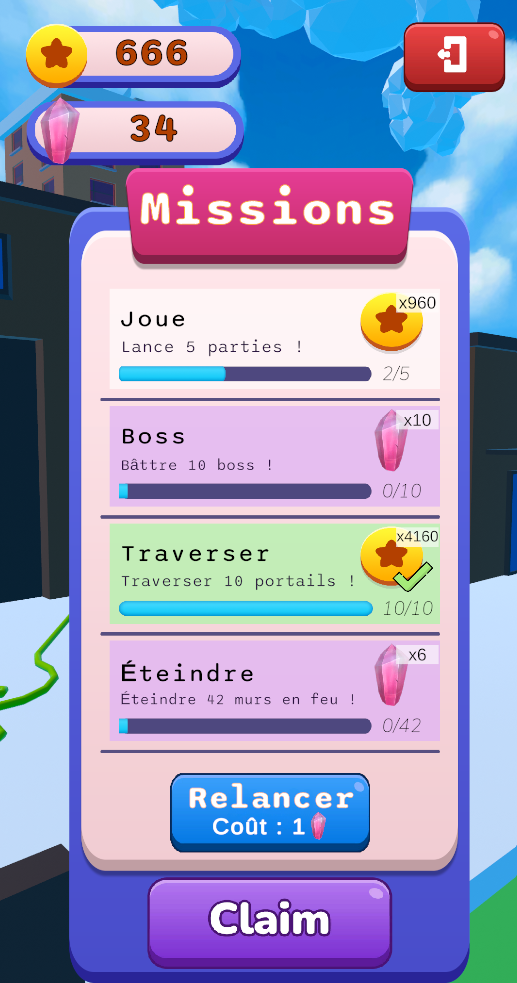 666
34
Missions
x960
Joue
Lance 5 parties !
2/5
x10
Boss
Bâttre 10 boss !
0/10
x4160
Traverser
Traverser 10 portails !
10/10
x6
Éteindre
Éteindre 42 murs en feu !
0/42
Relancer
Coût : 1
Claim